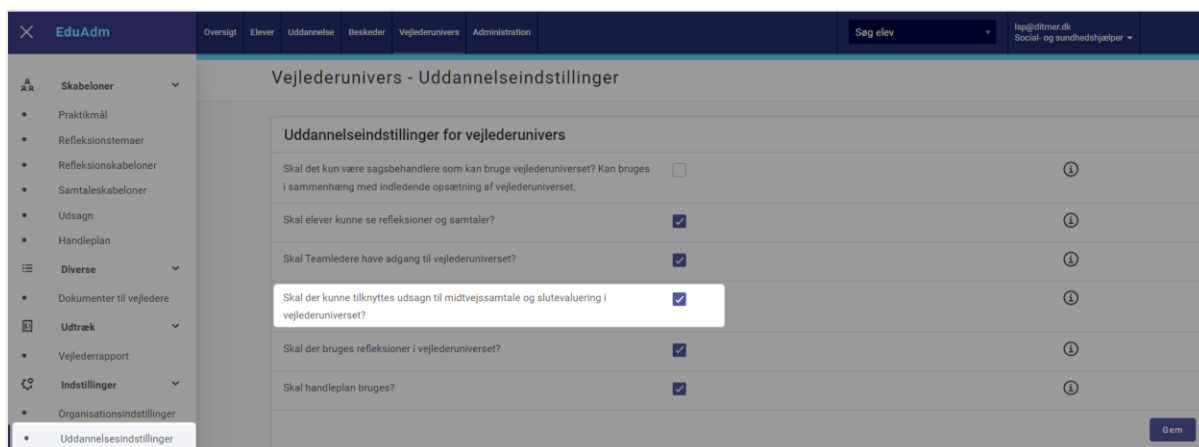 EduAdm
Oversigt Elever Uddannelse Beskeder Vejlederunivers Administration
Søg elev
lsp@ditmer.dk
Social- og sundhedshjælper
Skabeloner
Praktikmål
Refleksionstemaer
Refleksionskabeloner
Samtaleskabeloner
Udsagn
Handleplan
Diverse
Dokumenter til vejledere
Udtræk
Vejlederrapport
Indstillinger
Organisationsindstillinger
Uddannelsesindstillinger
Vejlederunivers - Uddannelseindstillinger
Uddannelseindstillinger for vejlederunivers
Skal det kun være sagsbehandlere som kan bruge vejlederuniverset? Kan bruges
i sammenhæng med indledende opsætning af vejlederuniverset.
Skal elever kunne se refleksioner og samtaler?
Skal Teamledere have adgang til vejlederuniverset?
Skal der kunne tilknyttes udsagn til midtvejssamtale og slutevaluering i
vejlederuniverset?
Skal der bruges refleksioner i vejlederuniverset?
Skal handleplan bruges?
Gem